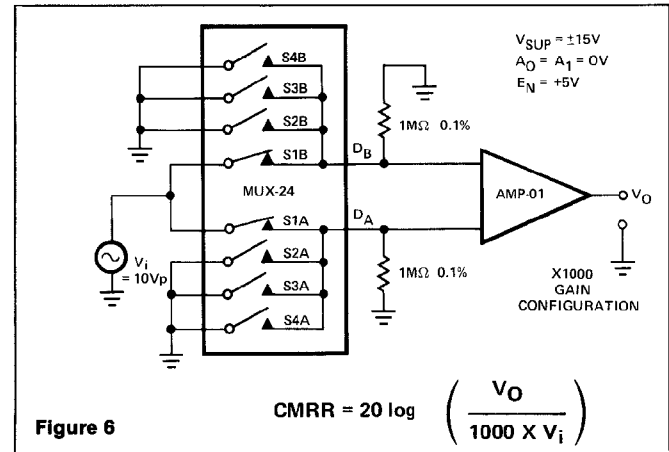 V_SUP = ±15V
A_O = A_1 = 0V
E_N = +5V
S4B
S3B
S2B
S1B
MUX-24
S1A
S2A
S3A
S4A
D_B
D_A
1MΩ 0.1%
1MΩ 0.1%
AMP-01
V_O
V_i
= 10Vp
X1000
GAIN
CONFIGURATION
Figure 6
CMRR = 20 log ( V_O / 1000 X V_i )